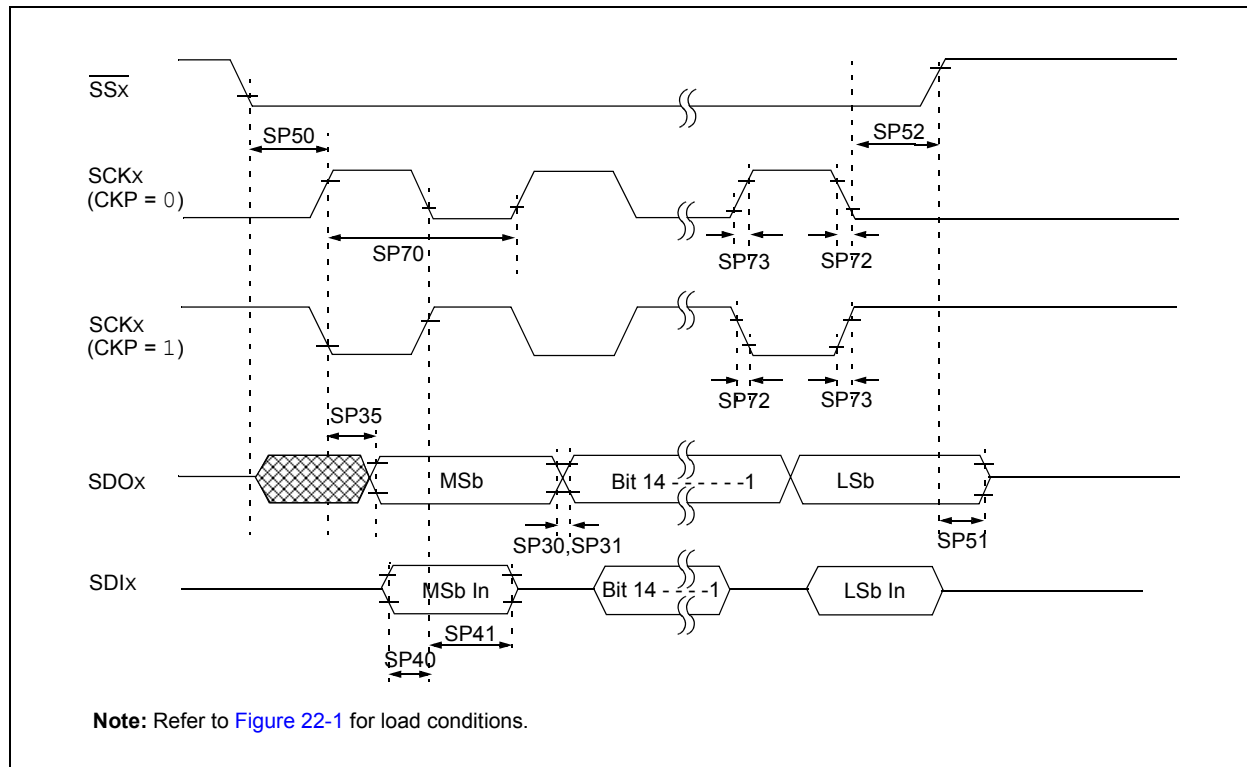 SSx
SP50
SP52
SCKx
(CKP = 0)
SP70
SP73
SP72
SCKx
(CKP = 1)
SP72
SP73
SP35
SDOx
MSb
Bit 14 - - - - - -1
LSb
SP30,SP31
SP51
SDIx
MSb In
Bit 14 - - - -1
LSb In
SP41
SP40
Note: Refer to Figure 22-1 for load conditions.